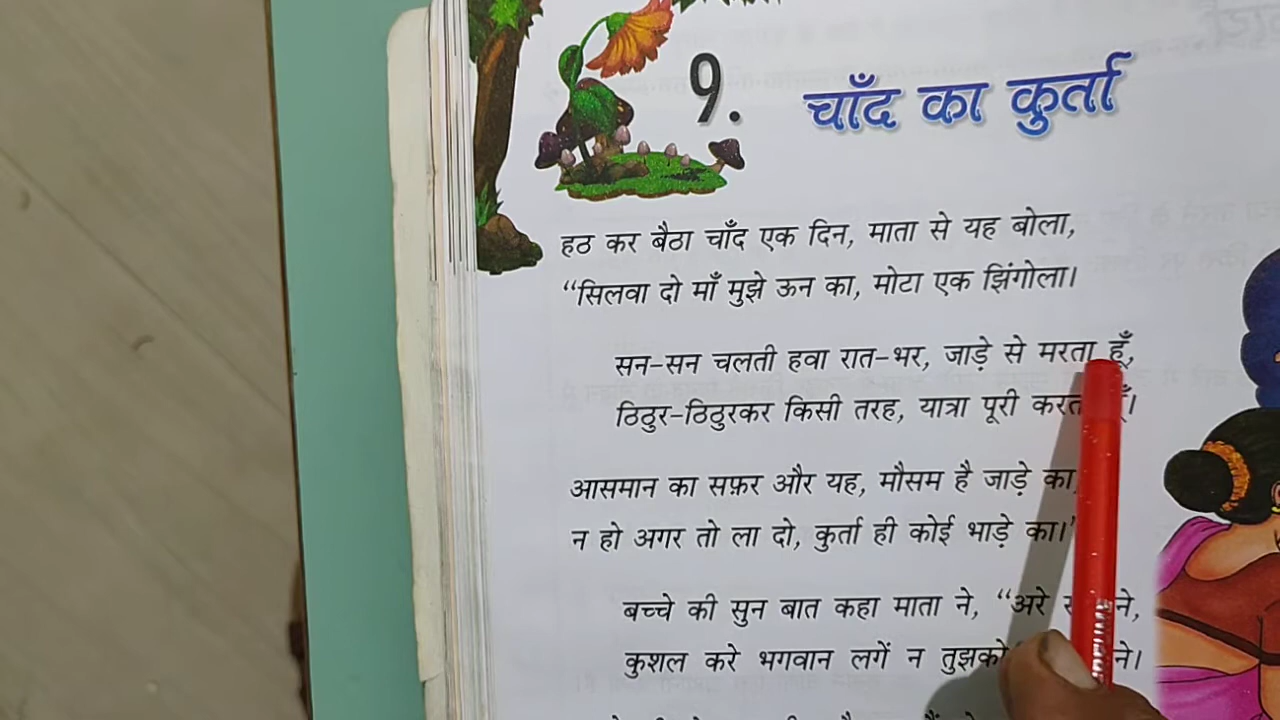 9. चाँद का कुर्ता
हठ कर बैठा चाँद एक दिन, माता से यह बोला,
“सिलवा दो माँ मुझे ऊन का, मोटा एक झिंगोला।
सन-सन चलती हवा रात-भर, जाड़े से मरता हूँ,
ठिठुर-ठिठुरकर किसी तरह, यात्रा पूरी
आसमान का सफ़र और यह, मौसम है जाड़े का,
न हो अगर तो ला दो, कुर्ता ही कोई भाड़े का।”
बच्चे की सुन बात कहा माता ने, “अरे
कुशल करे भगवान लगें न तुझको